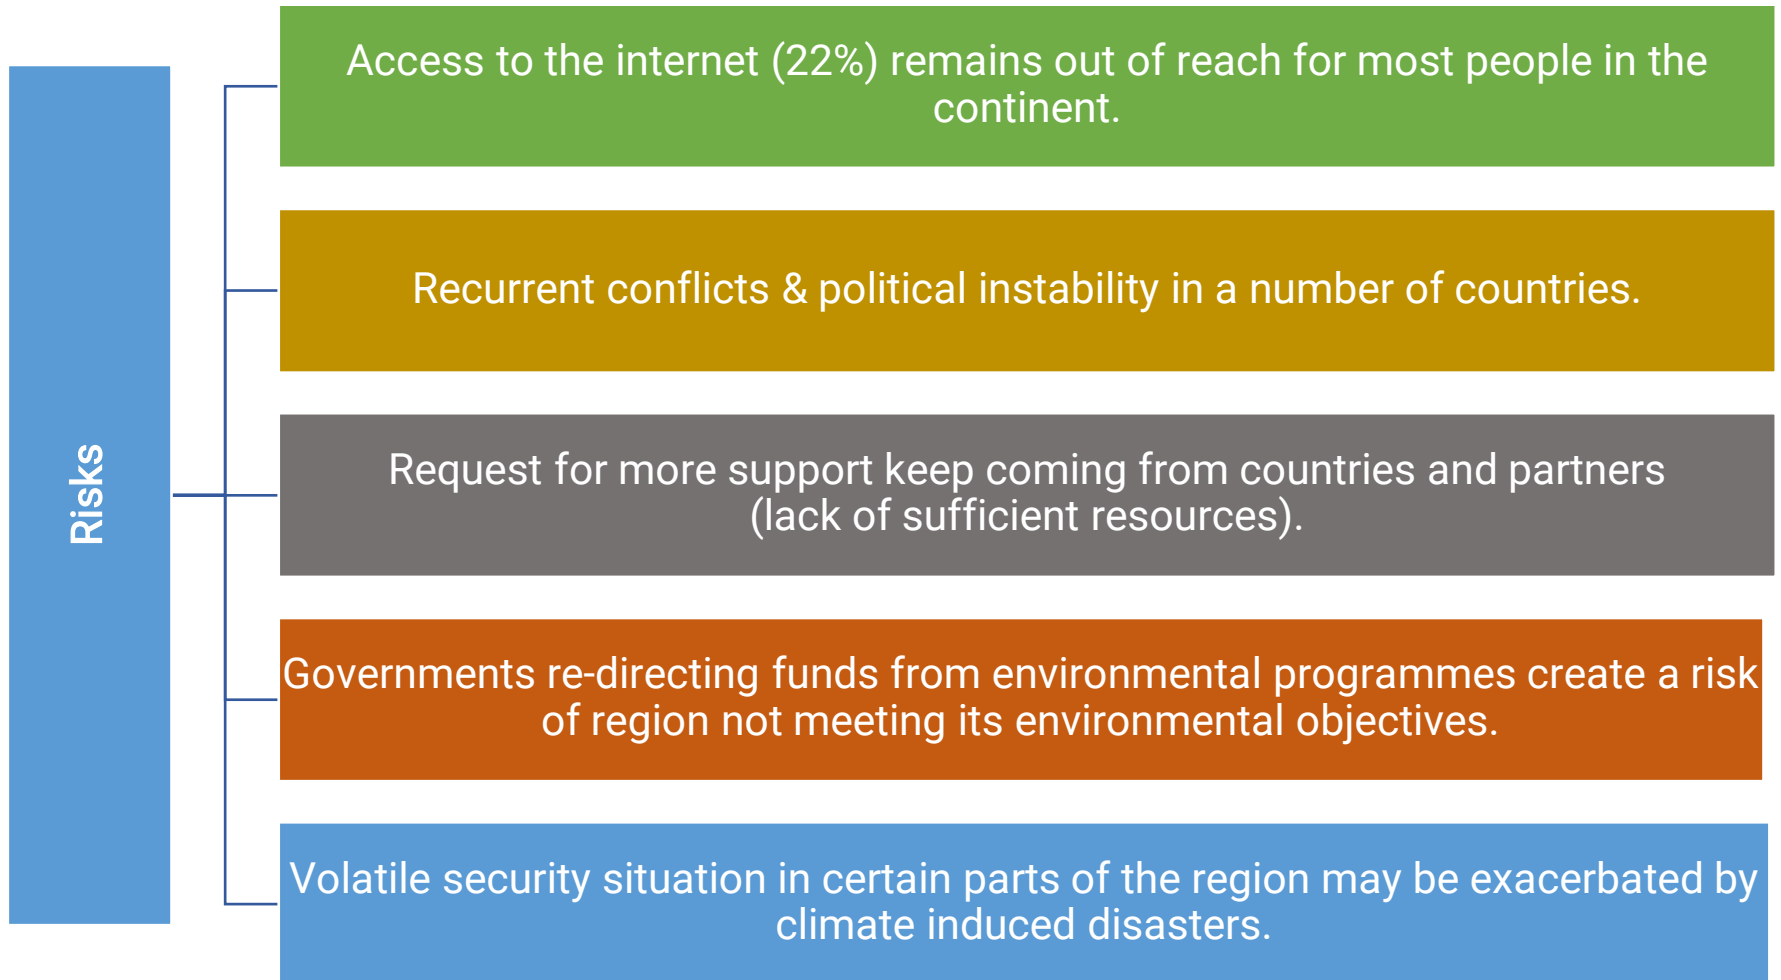 Risks
Access to the internet (22%) remains out of reach for most people in the
continent.
Recurrent conflicts & political instability in a number of countries.
Request for more support keep coming from countries and partners
(lack of sufficient resources).
Governments re-directing funds from environmental programmes create a risk
of region not meeting its environmental objectives.
Volatile security situation in certain parts of the region may be exacerbated by
climate induced disasters.